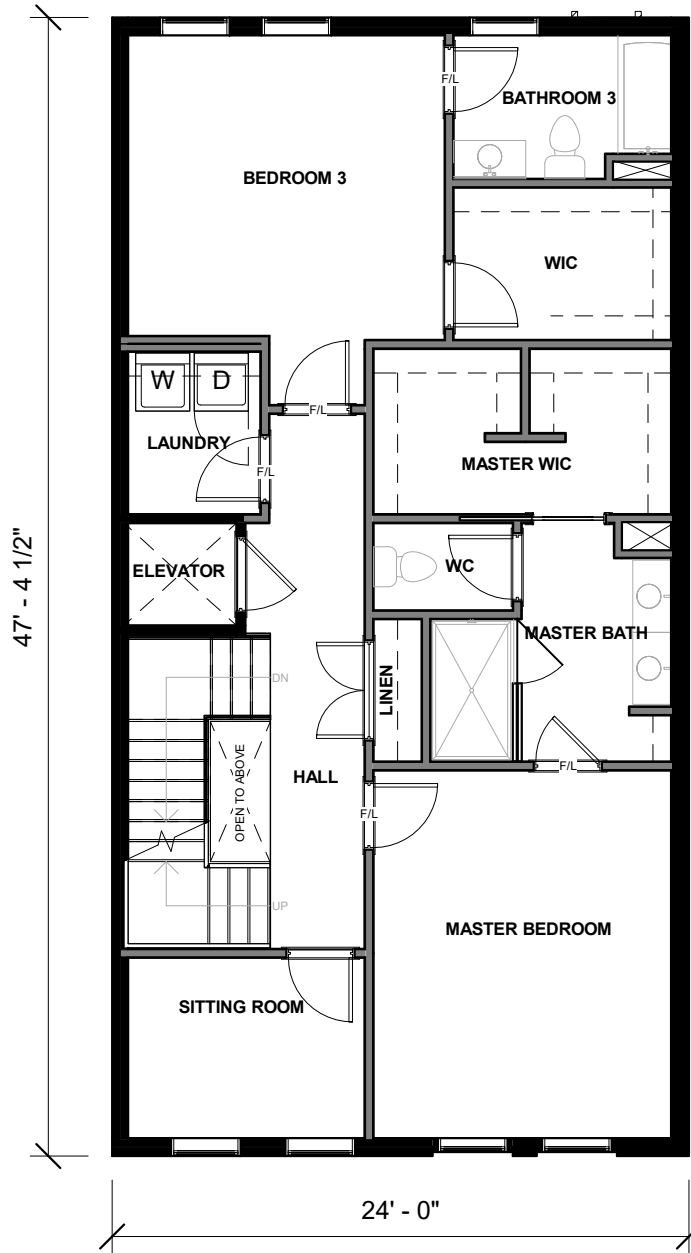 F/L
BATHROOM 3
BEDROOM 3
WIC
W D
F/L
LAUNDRY
F/L
MASTER WIC
ELEVATOR
WC
MASTER BATH
47' - 4 1/2"
DN
LINEN
HALL
OPEN TO ABOVE
F/L
F/L
UP
MASTER BEDROOM
SITTING ROOM
24' - 0"